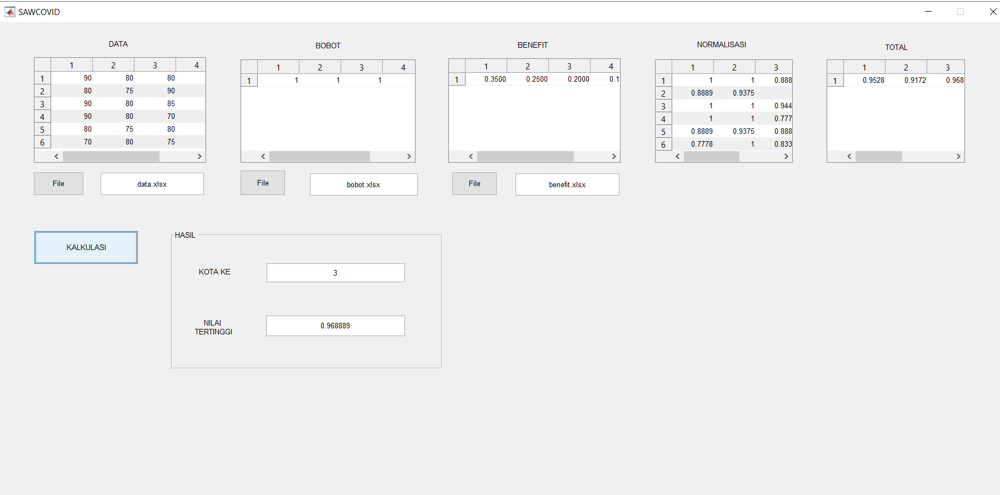 SAWCOVID
DATA
1 2 3 4
1 90 80 80
2 80 75 90
3 90 80 85
4 90 80 70
5 80 75 80
6 70 80 75
File
data.xlsx
BOBOT
1 2 3 4
1 1 1 1
File
bobot.xlsx
BENEFIT
1 2 3 4
1 0.3500 0.2500 0.2000 0.1
File
benefit.xlsx
NORMALISASI
1 2 3
1 1 1 0.888
2 0.8889 0.9375
3 1 1 0.944
4 1 1 0.777
5 0.8889 0.9375 0.888
6 0.7778 1 0.833
TOTAL
1 2 3
1 0.9528 0.9172 0.968
KALKULASI
HASIL
KOTA KE
3
NILAI
TERTINGGI
0.968889